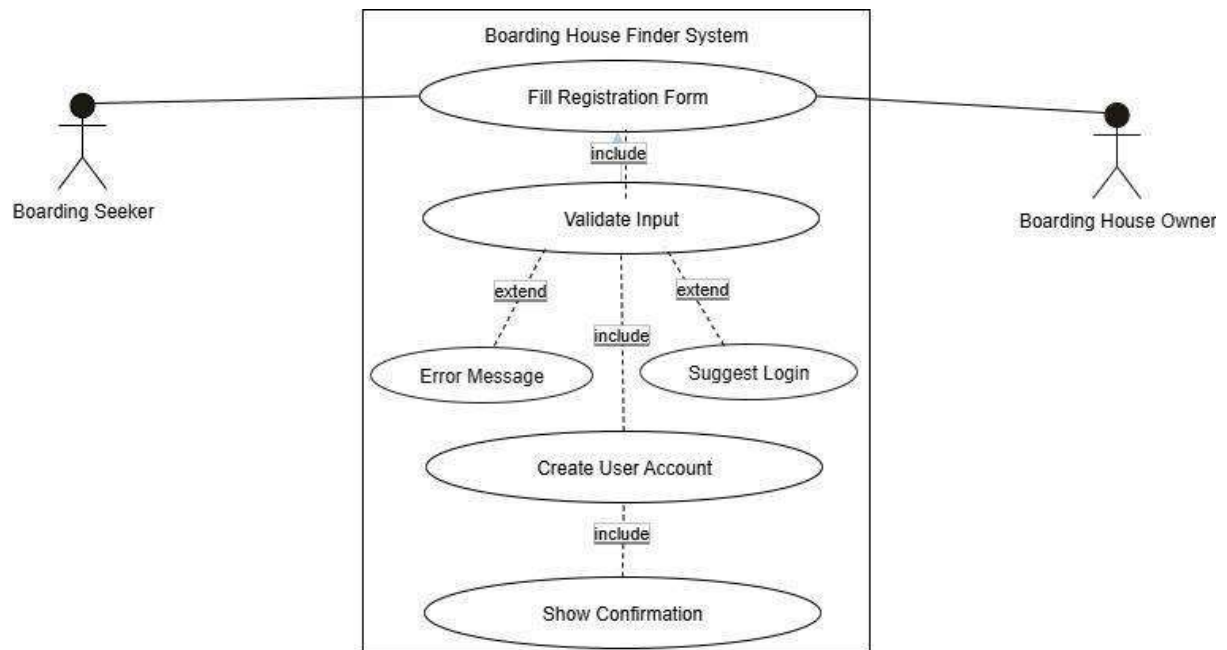 Boarding House Finder System
Fill Registration Form
include
Boarding Seeker
Validate Input
Boarding House Owner
extend
extend
include
Error Message
Suggest Login
Create User Account
include
Show Confirmation